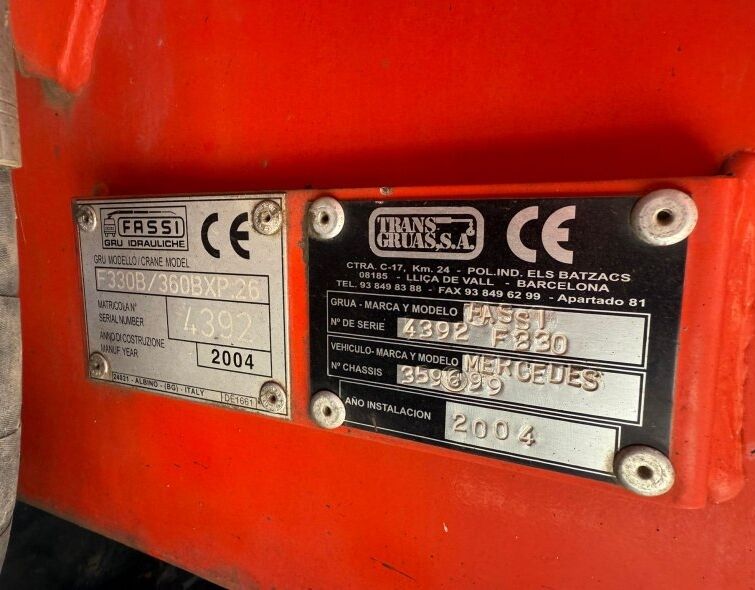 FASSI
GRU IDRAULICHE
CE
GRU MODELLO/CRANE MODEL
F330B/360BXP.26
MATRICOLA N°
SERIAL NUMBER
4392
ANNO DI COSTRUZIONE
MANUF YEAR
2004
24021 - ALBINO - (BG) - ITALY
DE1661
TRANS-
GRUAS, S.A.
CE
CTRA. C-17, Km. 24 - POL.IND. ELS BATZACS
08185 - LLIÇA DE VALL - BARCELONA
TEL. 93 849 83 88 - FAX 93 849 62 99 - Apartado 81
GRUA - MARCA Y MODELO FASSI
Nº DE SERIE 4392 F330
VEHICULO- MARCA Y MODELO MERCEDES
Nº CHASSIS
AÑO INSTALACION 2004